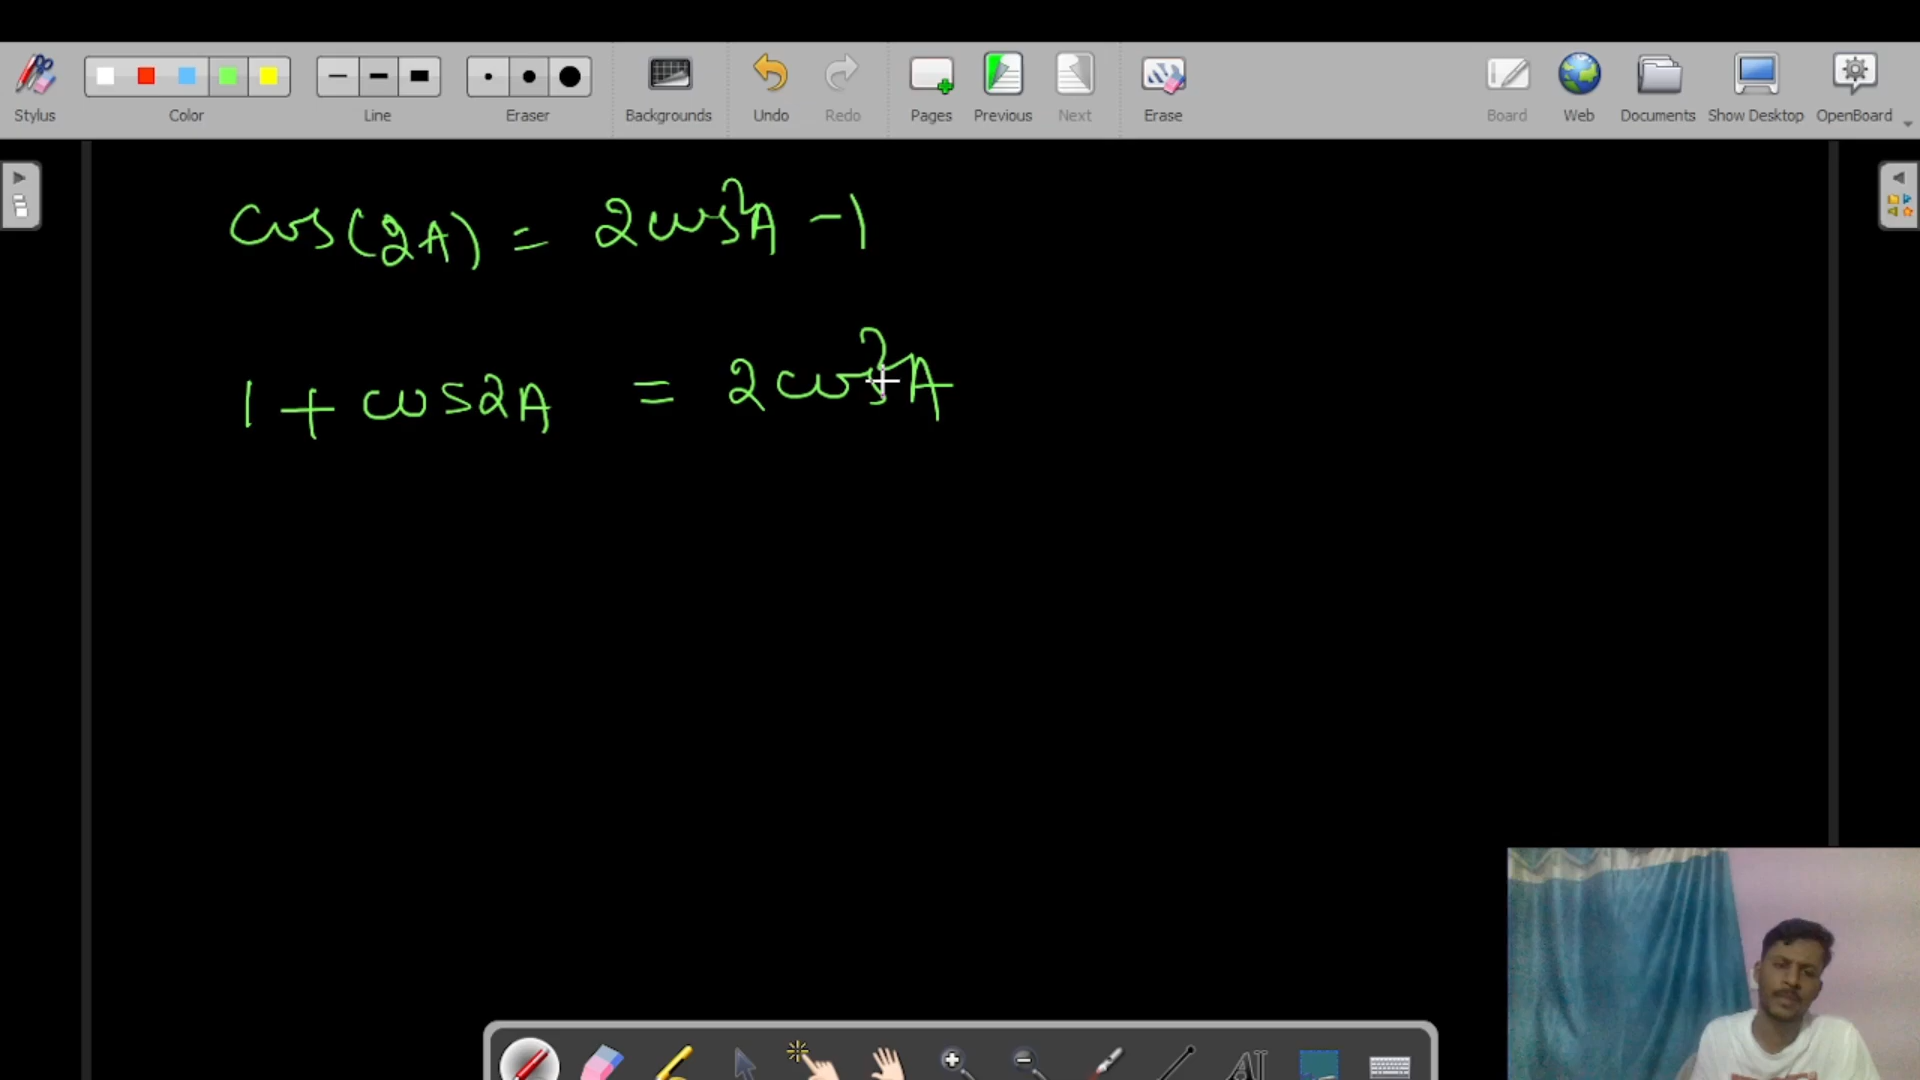 Stylus Color Line Eraser Backgrounds Undo Redo Pages Previous Next Erase Board Web Documents Show Desktop OpenBoard
cos(2A) = 2cos²A - 1
1 + cos2A = 2cos²A